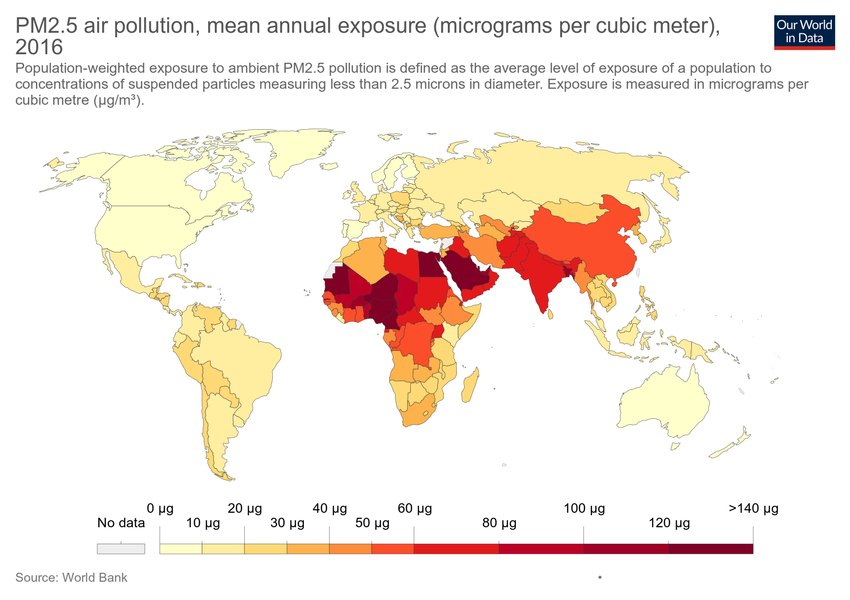 PM2.5 air pollution, mean annual exposure (micrograms per cubic meter),
2016
Our World
in Data
Population-weighted exposure to ambient PM2.5 pollution is defined as the average level of exposure of a population to
concentrations of suspended particles measuring less than 2.5 microns in diameter. Exposure is measured in micrograms per
cubic metre (µg/m³).
0 µg 20 µg 40 µg 60 µg 100 µg >140 µg
No data 10 µg 30 µg 50 µg 80 µg 120 µg
Source: World Bank